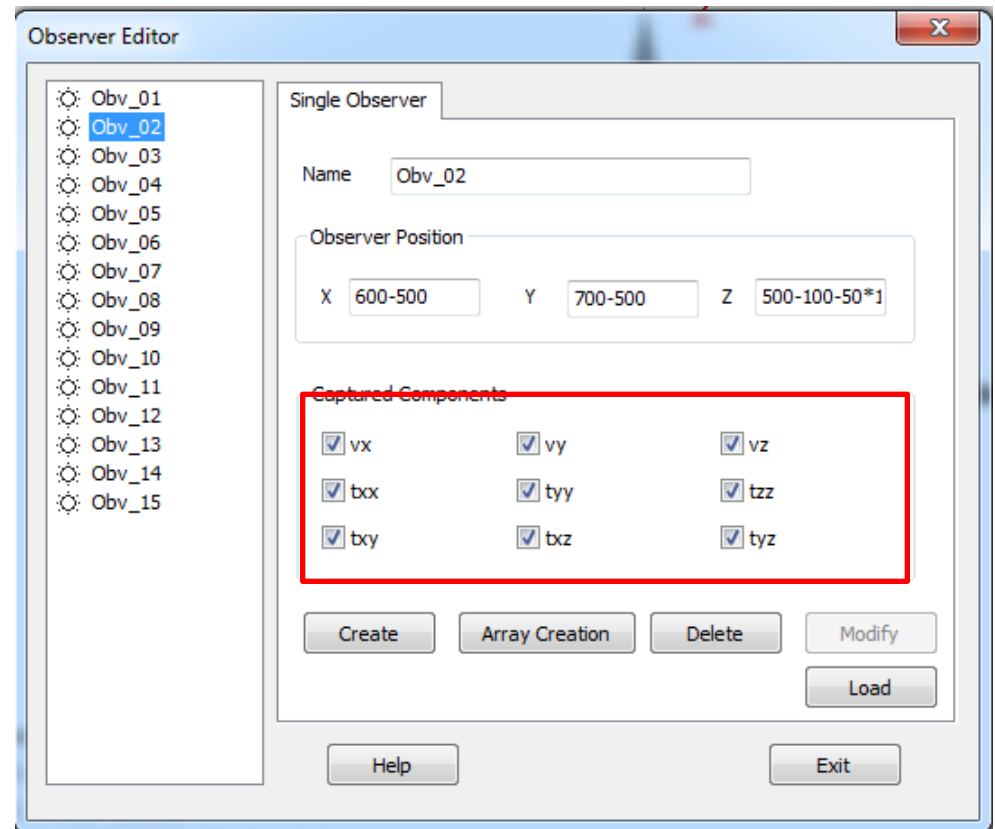 Observer Editor
Obv_01
Obv_02
Obv_03
Obv_04
Obv_05
Obv_06
Obv_07
Obv_08
Obv_09
Obv_10
Obv_11
Obv_12
Obv_13
Obv_14
Obv_15
Single Observer
Name Obv_02
Observer Position
X 600-500 Y 700-500 Z 500-100-50*1
Captured Components
vx vy vz
txx tyy tzz
txy txz tyz
Create Array Creation Delete Modify
Load
Help Exit